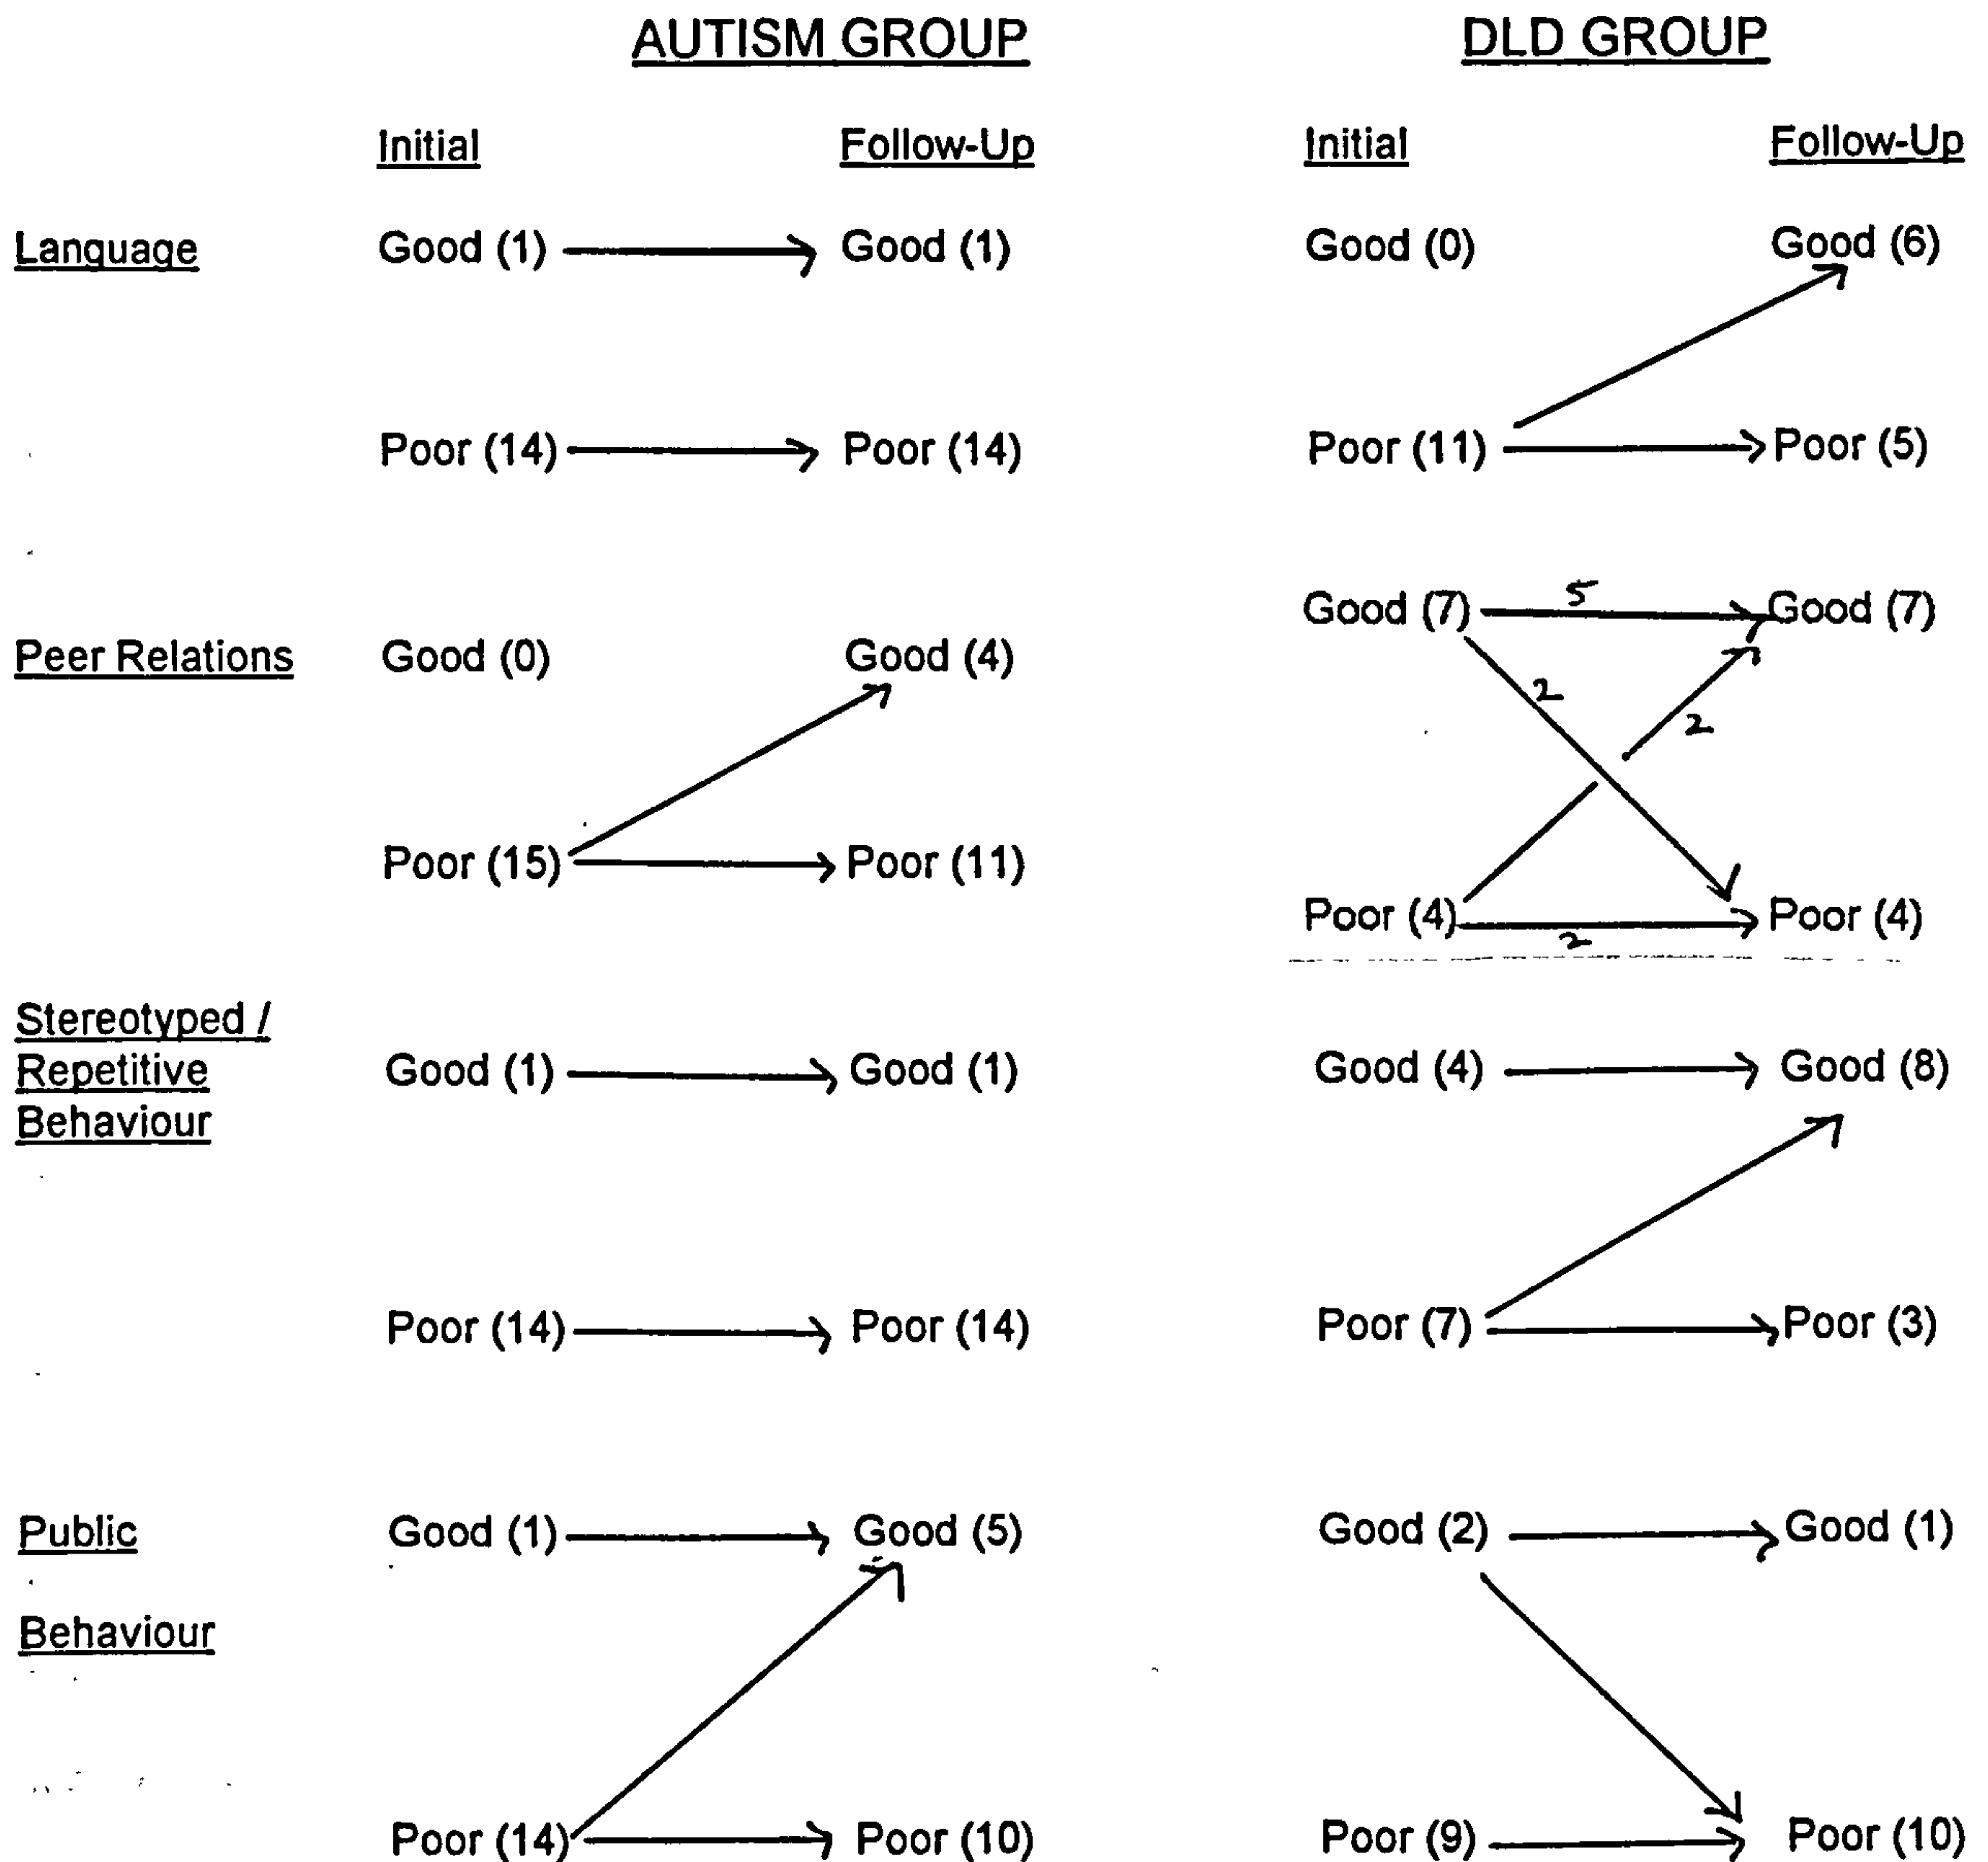 AUTISM GROUP DLD GROUP
Initial Follow-Up Initial Follow-Up
Language Good (1) Good (1) Good (0) Good (6)
Poor (14) Poor (14) Poor (11) Poor (5)
Good (7) 5 Good (7)
Peer Relations Good (0) Good (4) 2 2
Poor (15) Poor (11)
Poor (4) 2 Poor (4)
Stereotyped /
Repetitive Good (1) Good (1) Good (4) Good (8)
Behaviour
Poor (14) Poor (14) Poor (7) Poor (3)
Public Good (1) Good (5) Good (2) Good (1)
Behaviour
Poor (14) Poor (10) Poor (9) Poor (10)